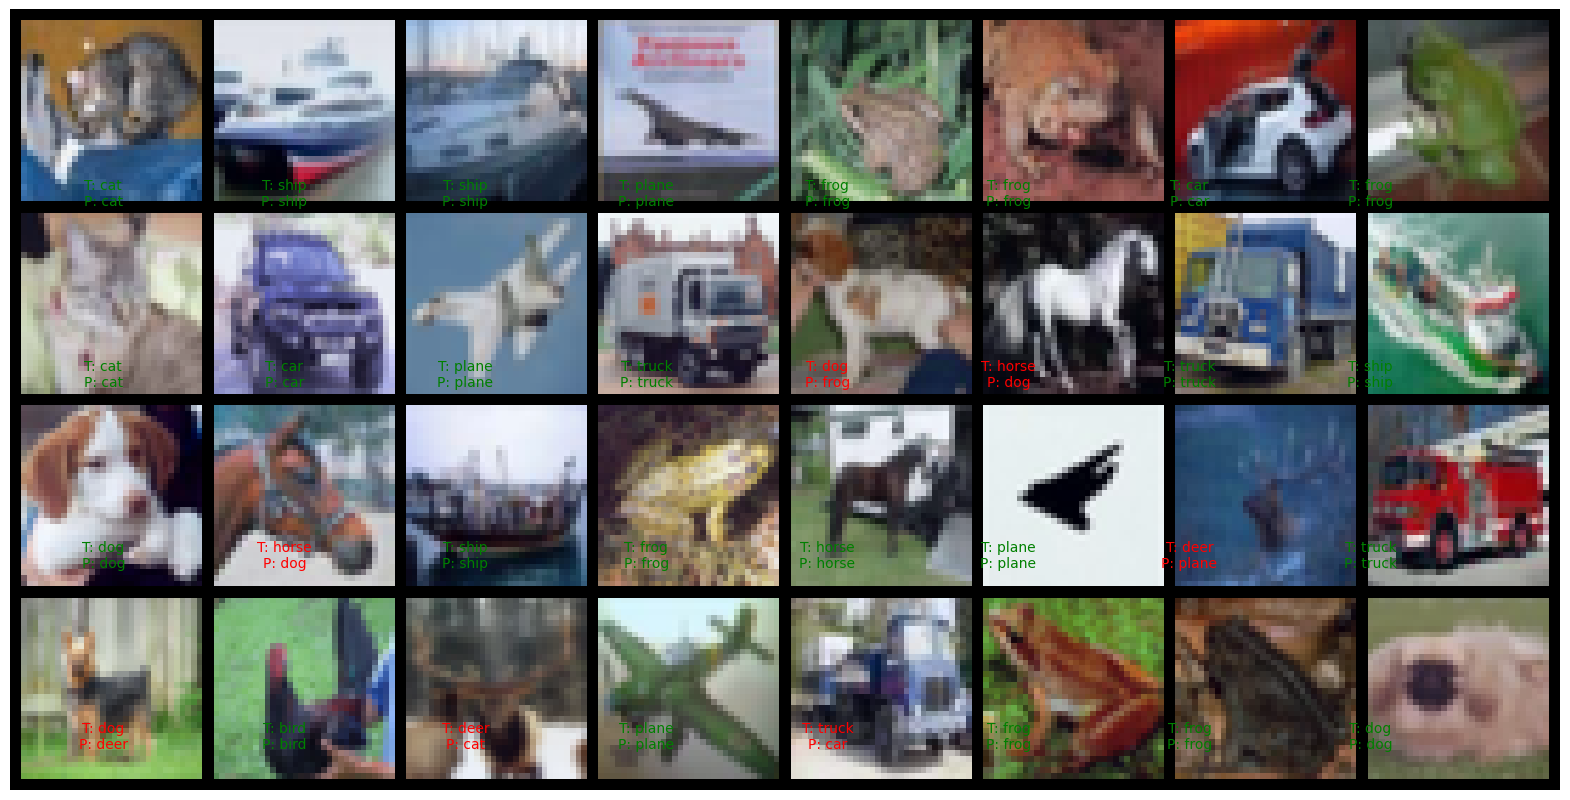 T: cat
P: cat
T: ship
P: ship
T: ship
P: ship
T: plane
P: plane
T: frog
P: frog
T: frog
P: frog
T: car
P: car
T: frog
P: frog
T: cat
P: cat
T: car
P: car
T: plane
P: plane
T: truck
P: truck
T: dog
P: frog
T: horse
P: dog
T: truck
P: truck
T: ship
P: ship
T: dog
P: dog
T: horse
P: dog
T: ship
P: ship
T: frog
P: frog
T: horse
P: horse
T: plane
P: plane
T: deer
P: plane
T: truck
P: truck
T: dog
P: deer
T: bird
P: bird
T: deer
P: cat
T: plane
P: plane
T: truck
P: car
T: frog
P: frog
T: frog
P: frog
T: dog
P: dog